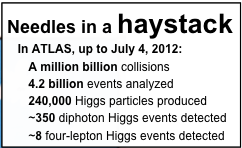 Needles in a haystack
In ATLAS, up to July 4, 2012:
A million billion collisions
4.2 billion events analyzed
240,000 Higgs particles produced
~350 diphoton Higgs events detected
~8 four-lepton Higgs events detected